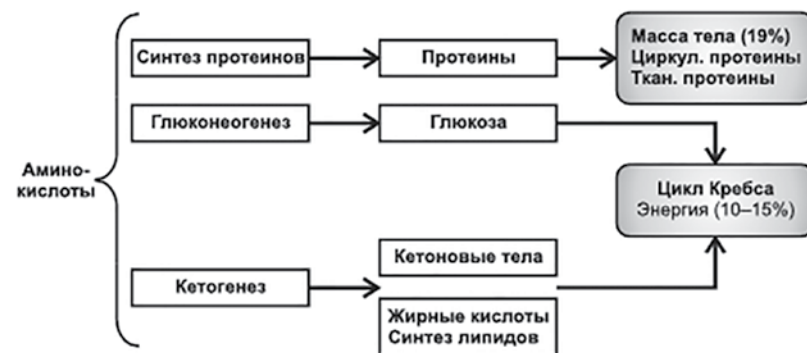 Синтез протеинов
Протеины
Масса тела (19%)
Циркул. протеины
Ткан. протеины
Глюконеогенез
Глюкоза
Амино-
кислоты
Цикл Кребса
Энергия (10–15%)
Кетогенез
Кетоновые тела
Жирные кислоты
Синтез липидов